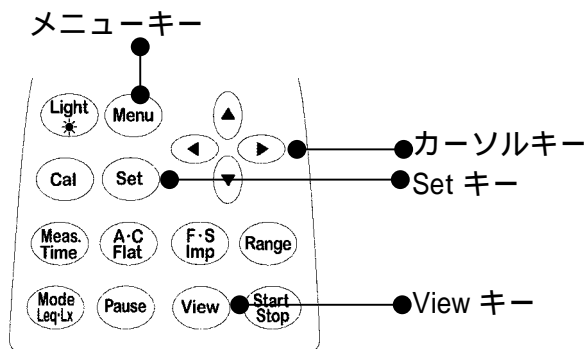 メニューキー
Light
Menu
カーソルキー
Cal
Set
Set キー
Meas.
Time
A·C
Flat
F·S
Imp
Range
Mode
Leq·Lx
Pause
View
Start
Stop
View キー